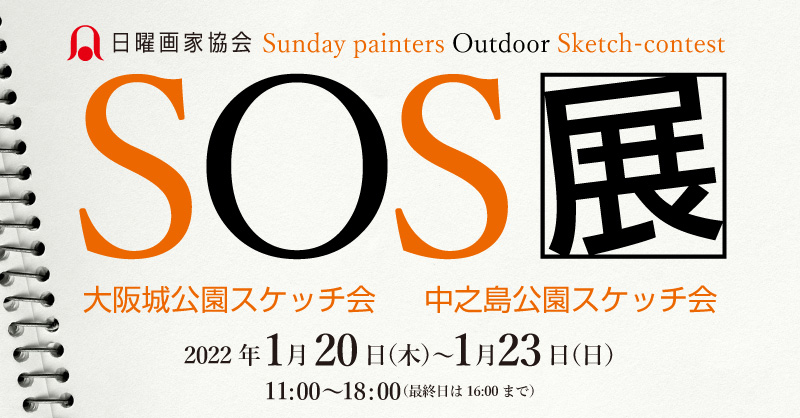 日曜画家協会 Sunday painters Outdoor Sketch-contest
SOS展
大阪城公園スケッチ会 中之島公園スケッチ会
2022年1月20日(木)〜1月23日(日)
11:00〜18:00(最終日は16:00まで)